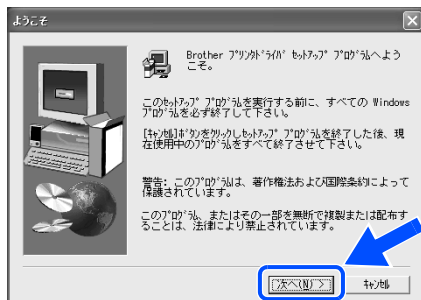 ようこそ
Brother ﾌﾟﾘﾝﾀﾄﾞﾗｲﾊﾞ ｾｯﾄｱｯﾌﾟ ﾌﾟﾛｸﾞﾗﾑへよう
こそ。
このｾｯﾄｱｯﾌﾟ ﾌﾟﾛｸﾞﾗﾑを実行する前に、すべての Windows
ﾌﾟﾛｸﾞﾗﾑを必ず終了して下さい。
[ｷｬﾝｾﾙ]ﾎﾞﾀﾝをｸﾘｯｸしｾｯﾄｱｯﾌﾟ ﾌﾟﾛｸﾞﾗﾑを終了した後、現
在使用中のﾌﾟﾛｸﾞﾗﾑをすべて終了させて下さい。
警告: このﾌﾟﾛｸﾞﾗﾑは、著作権法および国際条約によって
保護されています。
このﾌﾟﾛｸﾞﾗﾑ、またはその一部を無断で複製または配布す
ることは、法律により禁止されています。
次へ(N) >
ｷｬﾝｾﾙ